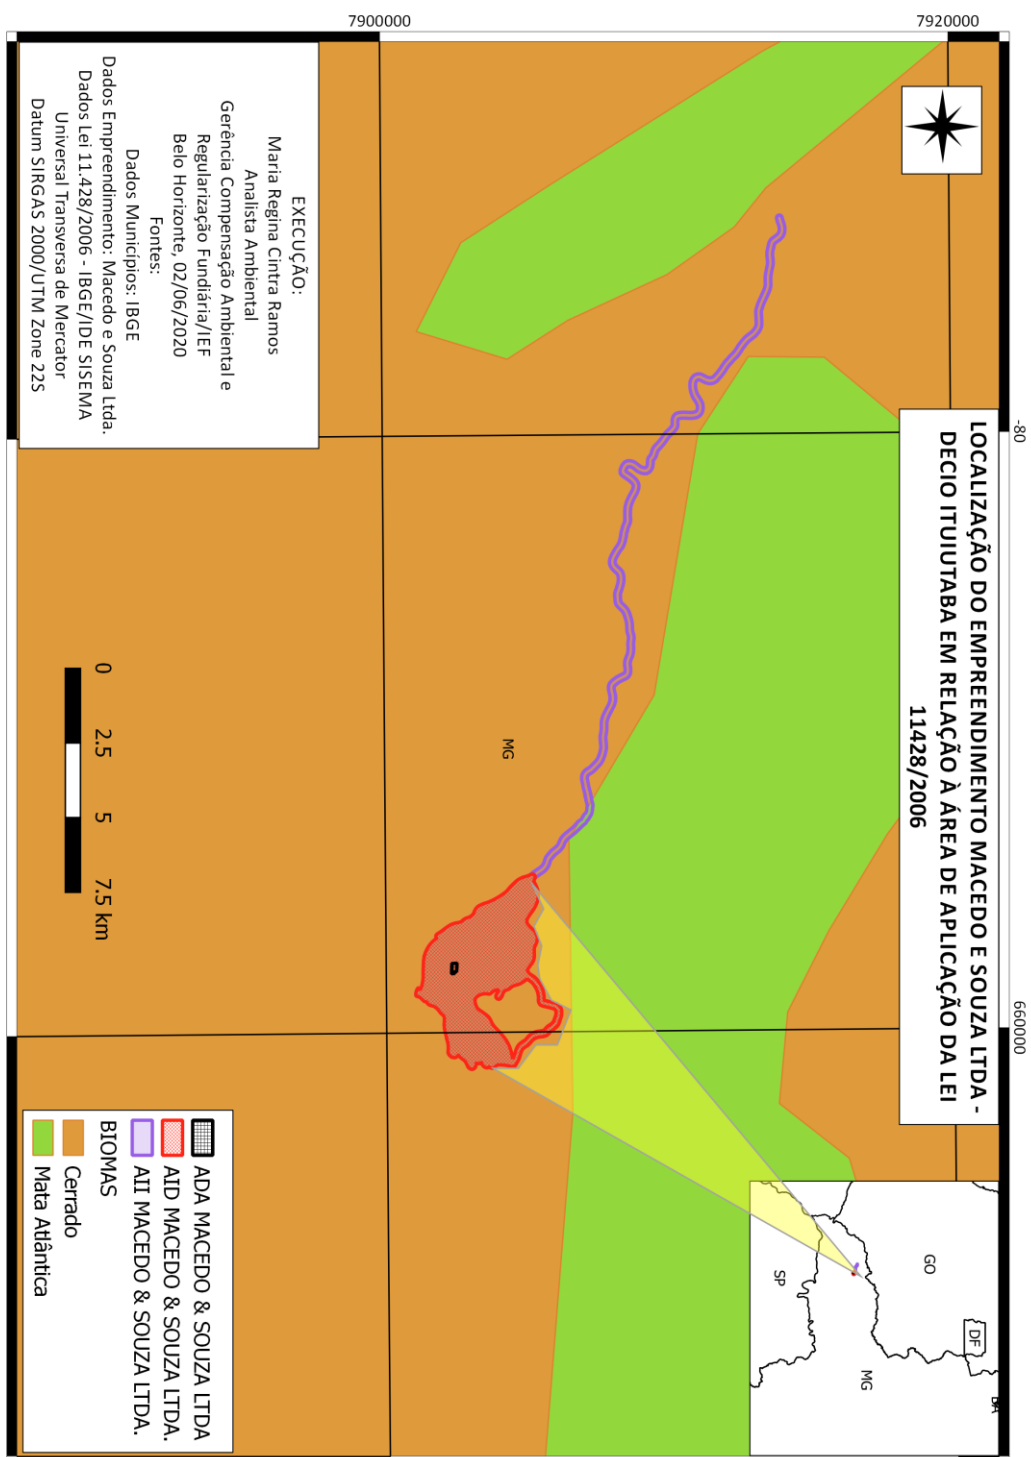 LOCALIZAÇÃO DO EMPREENDIMENTO MACEDO E SOUZA LTDA -
DECIO ITUIUTABA EM RELAÇÃO À ÁREA DE APLICAÇÃO DA LEI
11428/2006
-80
660000
7920000
7900000
GO
DF
BA
MG
SP
MG
EXECUÇÃO:
Maria Regina Cintra Ramos
Analista Ambiental
Gerência Compensação Ambiental e
Regularização Fundiária/IEF
Belo Horizonte, 02/06/2020
Fontes:
Dados Municípios: IBGE
Dados Empreendimento: Macedo e Souza Ltda.
Dados Lei 11.428/2006 - IBGE/IDE SISEMA
Universal Transversa de Mercator
Datum SIRGAS 2000/UTM Zone 22S
0 2.5 5 7.5 km
ADA MACEDO & SOUZA LTDA
AID MACEDO & SOUZA LTDA.
AII MACEDO & SOUZA LTDA.
BIOMAS
Cerrado
Mata Atlântica